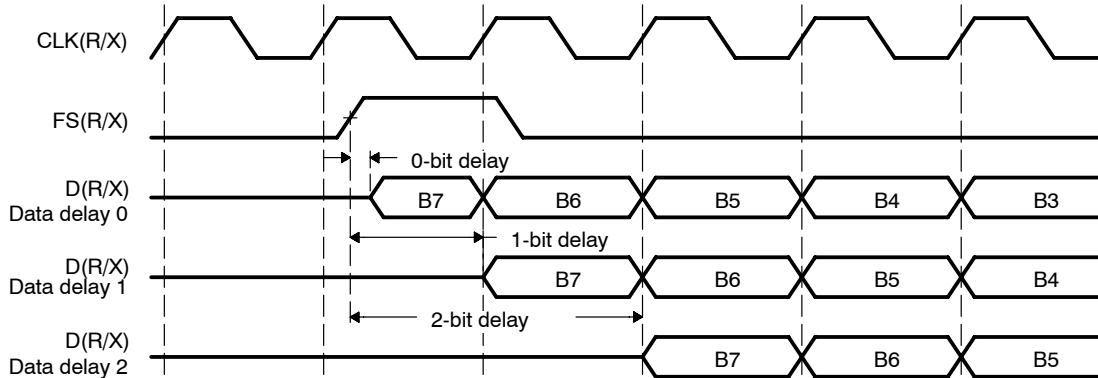 CLK(R/X)
FS(R/X)
0-bit delay
D(R/X)
Data delay 0
B7 B6 B5 B4 B3
1-bit delay
D(R/X)
Data delay 1
B7 B6 B5 B4
2-bit delay
D(R/X)
Data delay 2
B7 B6 B5